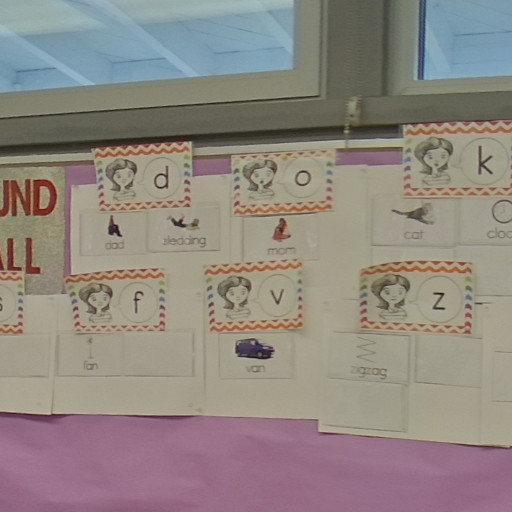 UND
ALL
d
o
k
dad
sledding
mom
cat
cloc
s
f
v
z
fan
van
zigzag